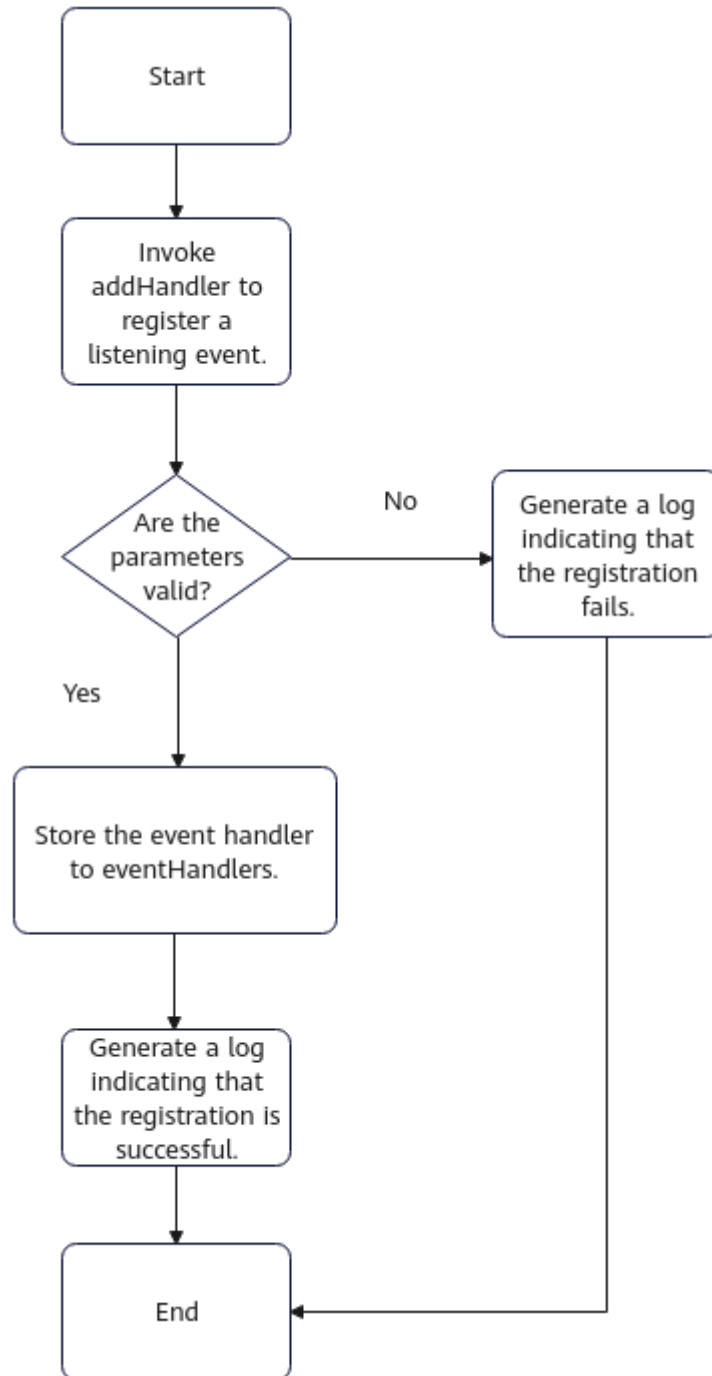 Start
Invoke
addHandler to
register a
listening event.
Are the
parameters
valid?
No
Generate a log
indicating that
the registration
fails.
Yes
Store the event handler
to eventHandlers.
Generate a log
indicating that
the registration is
successful.
End